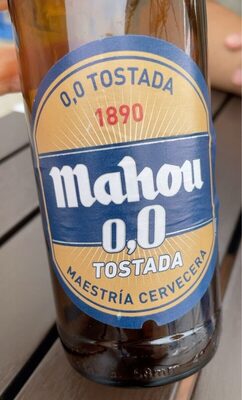 0,0 TOSTADA
1890
Mahou
0,0
TOSTADA
MAESTRÍA CERVECERA